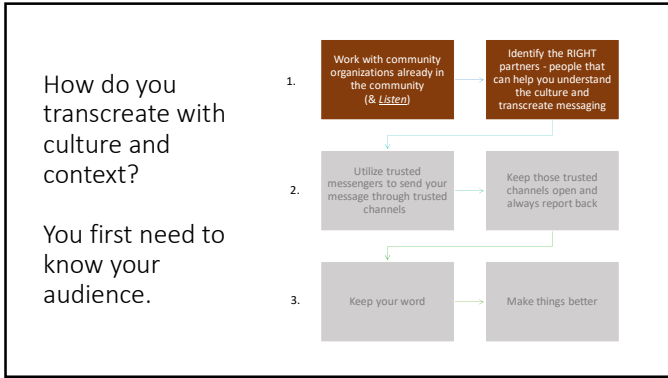 How do you
transcreate with
culture and
context?
You first need to
know your
audience.
1.
Work with community
organizations already in
the community
(& Listen)
Identify the RIGHT
partners - people that
can help you understand
the culture and
transcreate messaging
2.
Utilize trusted
messengers to send your
message through trusted
channels
Keep those trusted
channels open and
always report back
3.
Keep your word
Make things better